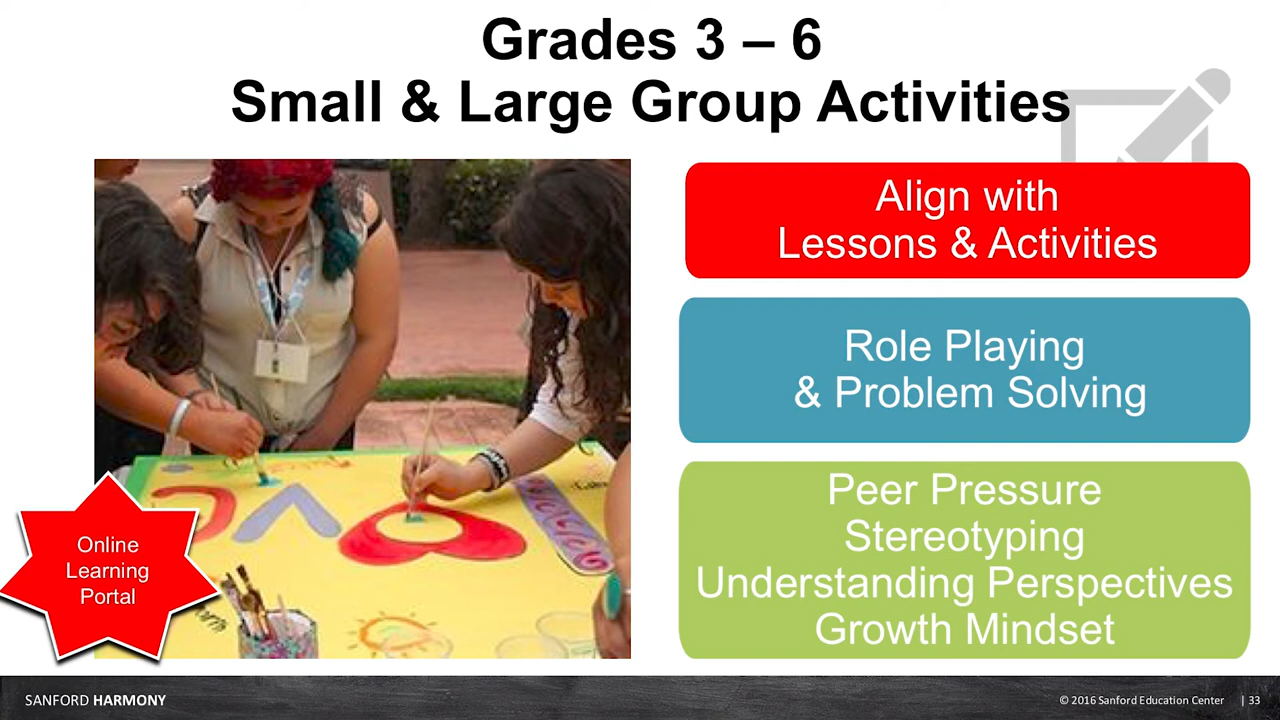 Grades 3 – 6
Small & Large Group Activities
Align with
Lessons & Activities
Role Playing
& Problem Solving
Peer Pressure
Stereotyping
Understanding Perspectives
Growth Mindset
Online
Learning
Portal
SANFORD HARMONY
© 2016 Sanford Education Center | 33